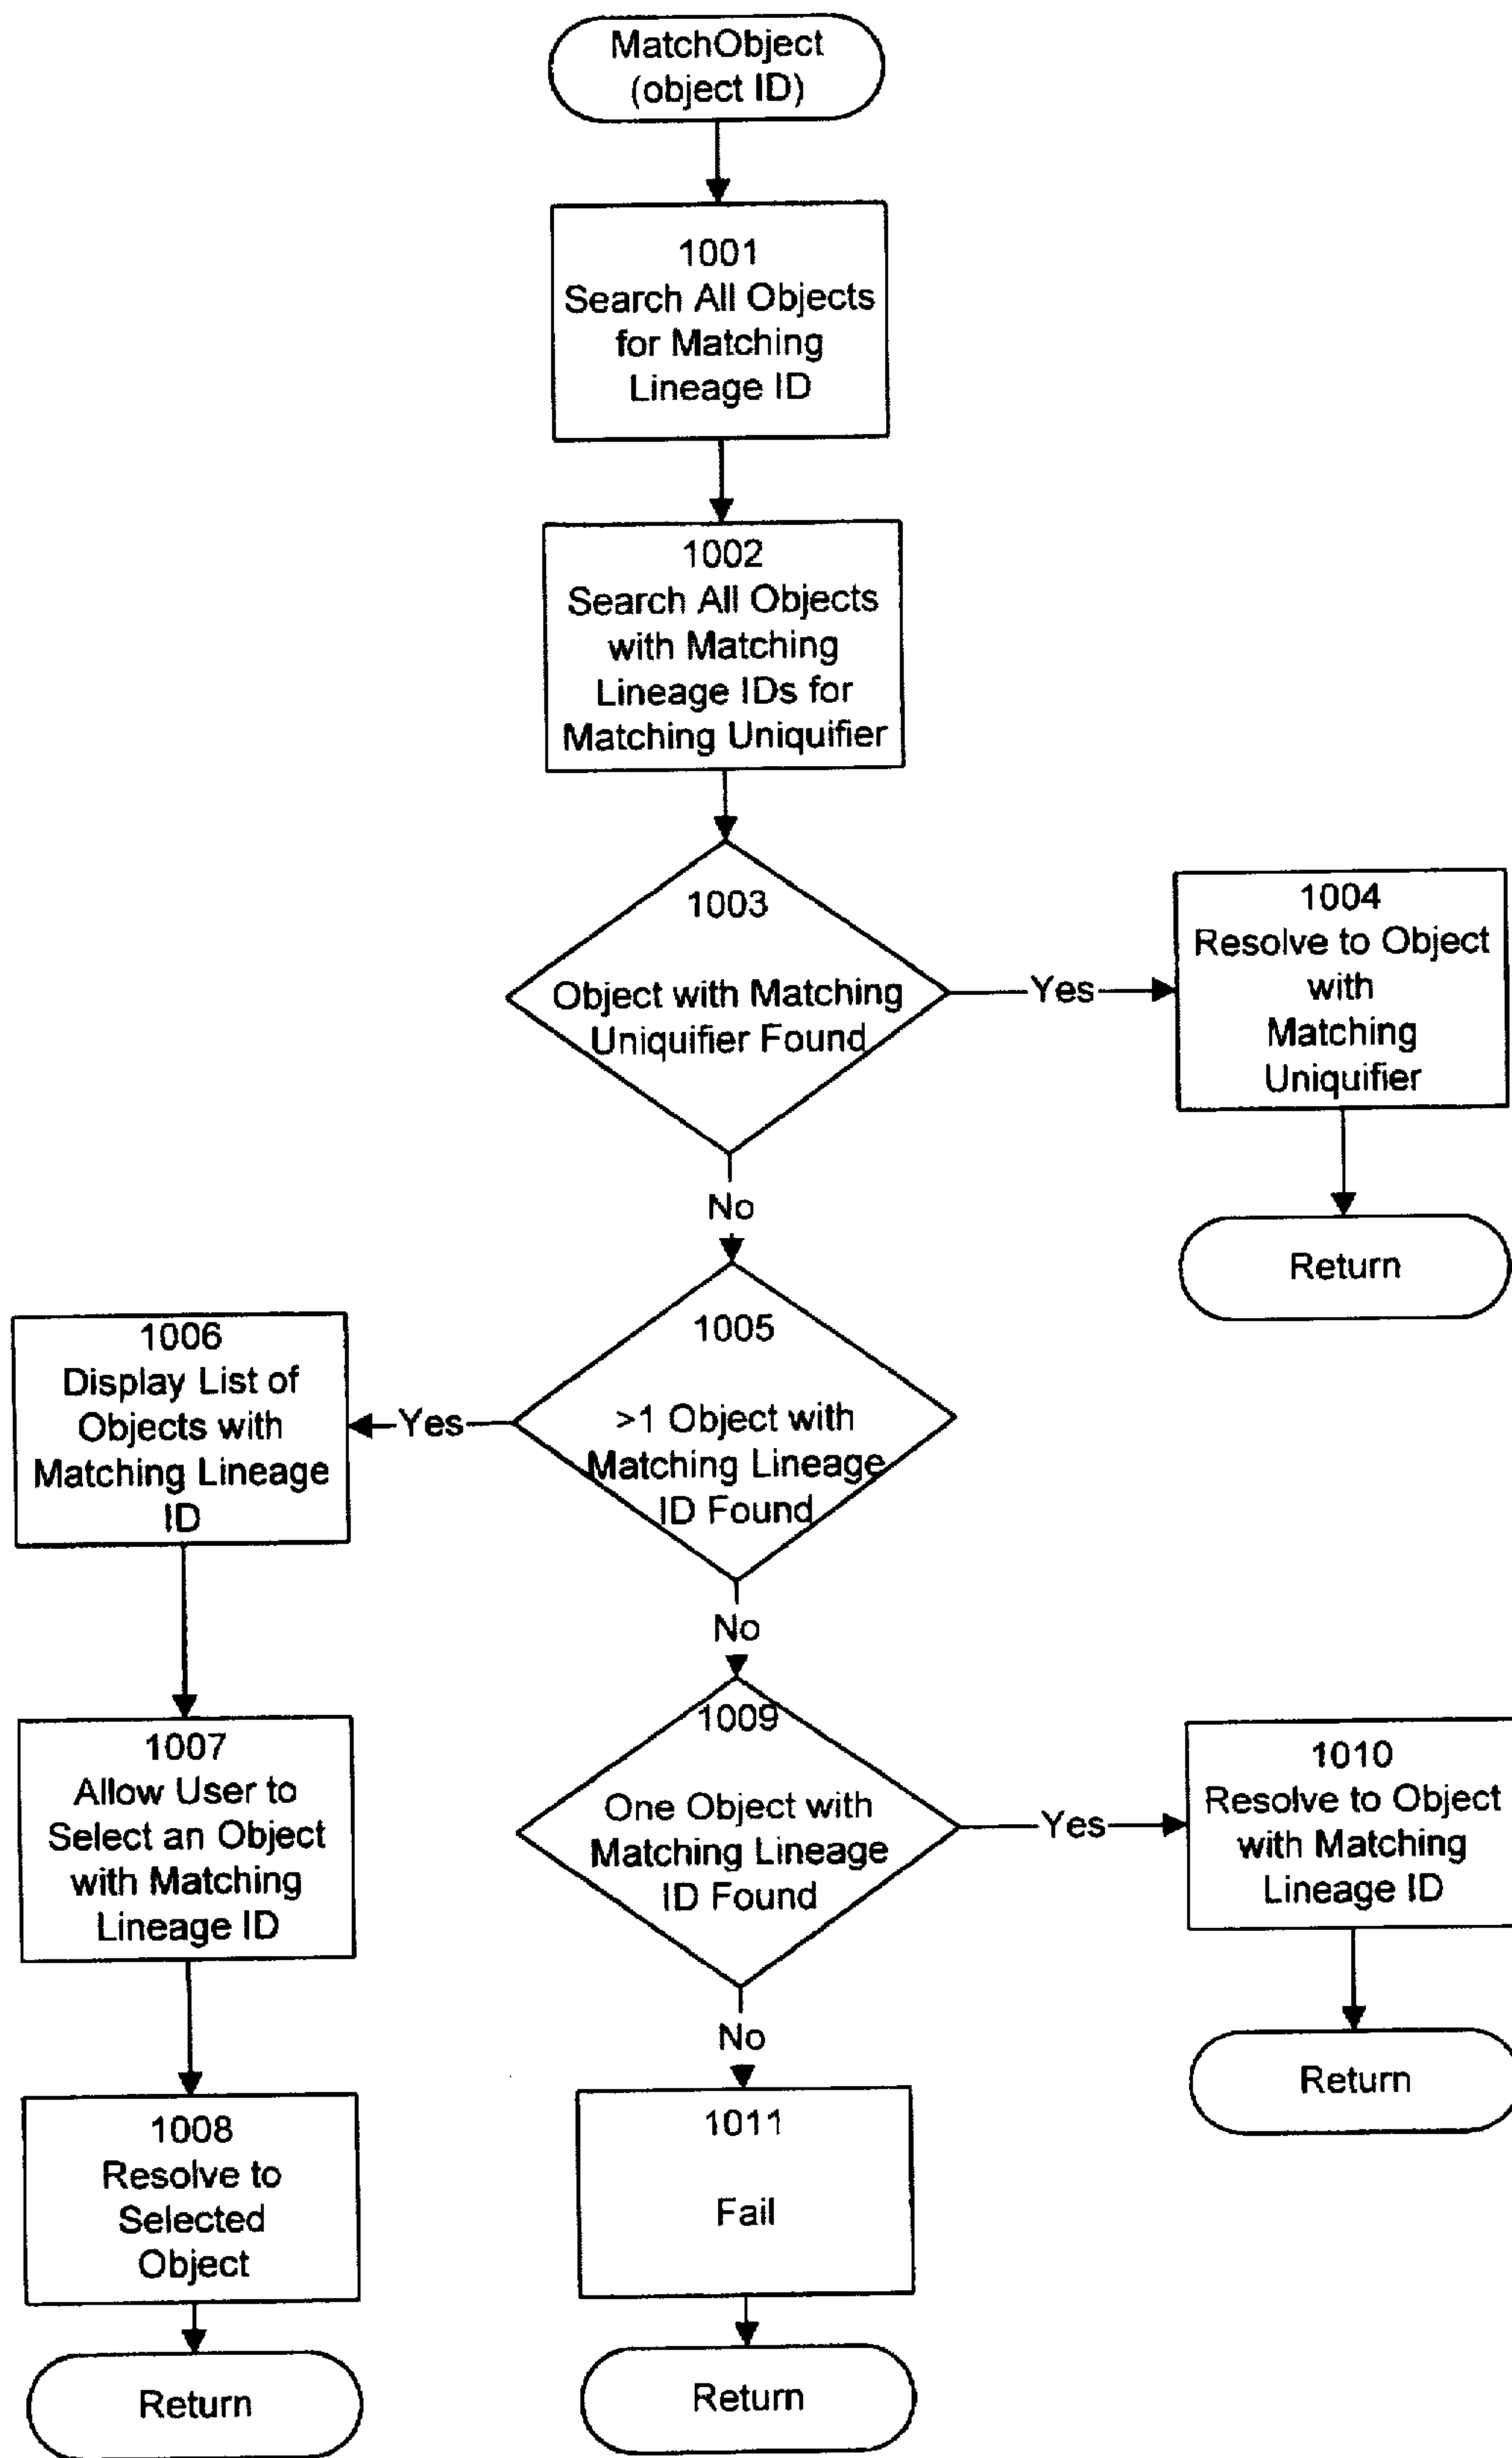 MatchObject
(object ID)
1001
Search All Objects
for Matching
Lineage ID
1002
Search All Objects
with Matching
Lineage IDs for
Matching Uniquifier
1003
Object with Matching
Uniquifier Found
Yes
1004
Resolve to Object
with
Matching
Uniquifier
Return
No
1005
>1 Object with
Matching Lineage
ID Found
Yes
1006
Display List of
Objects with
Matching Lineage
ID
1007
Allow User to
Select an Object
with Matching
Lineage ID
1008
Resolve to
Selected
Object
Return
No
1009
One Object with
Matching Lineage
ID Found
Yes
1010
Resolve to Object
with Matching
Lineage ID
Return
No
1011
Fail
Return